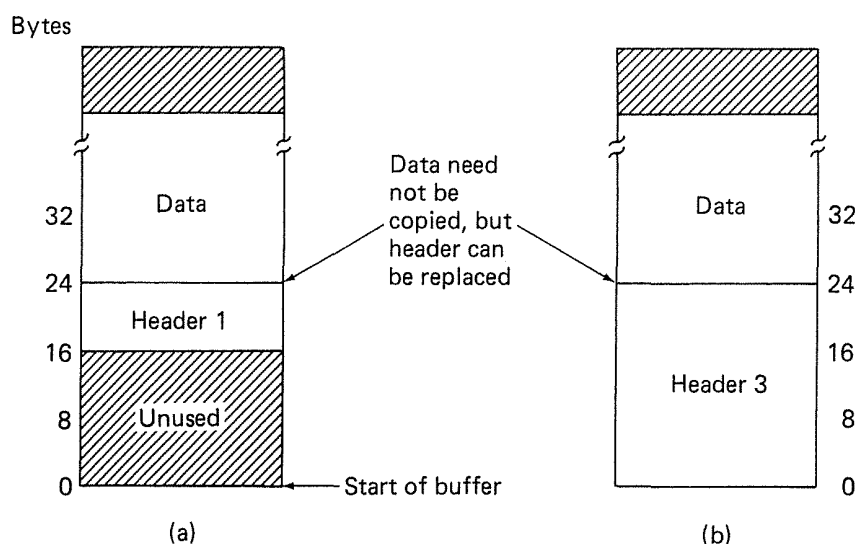 Bytes
Data
32
24
Header 1
16
Unused
8
0
(a)
Data need
not be
copied, but
header can
be replaced
Start of buffer
Data
32
24
16
Header 3
8
0
(b)